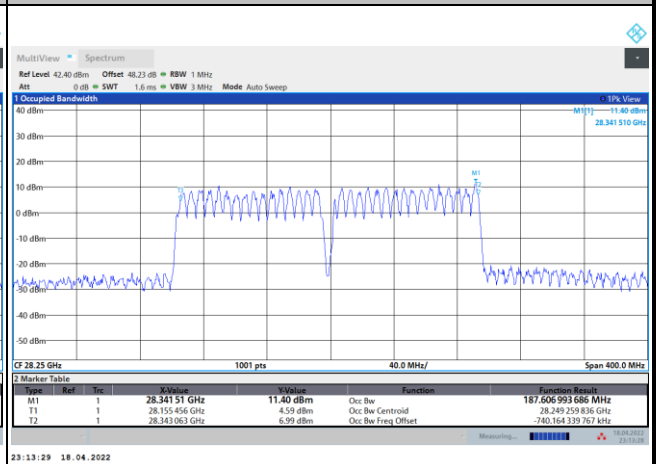 MultiView Spectrum
Ref Level 42.40 dBm Offset 48.23 dB RBW 1 MHz
Att 0 dB SWT 1.6 ms VBW 3 MHz Mode Auto Sweep
1 Occupied Bandwidth 1Pk View
40 dBm M1[1] 11.40 dBm
28.341 510 GHz
30 dBm
20 dBm
M1
10 dBm T1 T2
0 dBm
-10 dBm
-20 dBm
-30 dBm
-40 dBm
-50 dBm
CF 28.25 GHz 1001 pts 40.0 MHz/ Span 400.0 MHz
2 Marker Table
Type Ref Trc X-Value Y-Value Function Function Result
M1 1 28.341 51 GHz 11.40 dBm Occ Bw 187.606 993 686 MHz
T1 1 28.155 456 GHz 4.59 dBm Occ Bw Centroid 28.249 259 836 GHz
T2 1 28.343 063 GHz 6.99 dBm Occ Bw Freq Offset -740.164 339 767 kHz
Measuring... 18.04.2022
23:13:28
23:13:29 18.04.2022